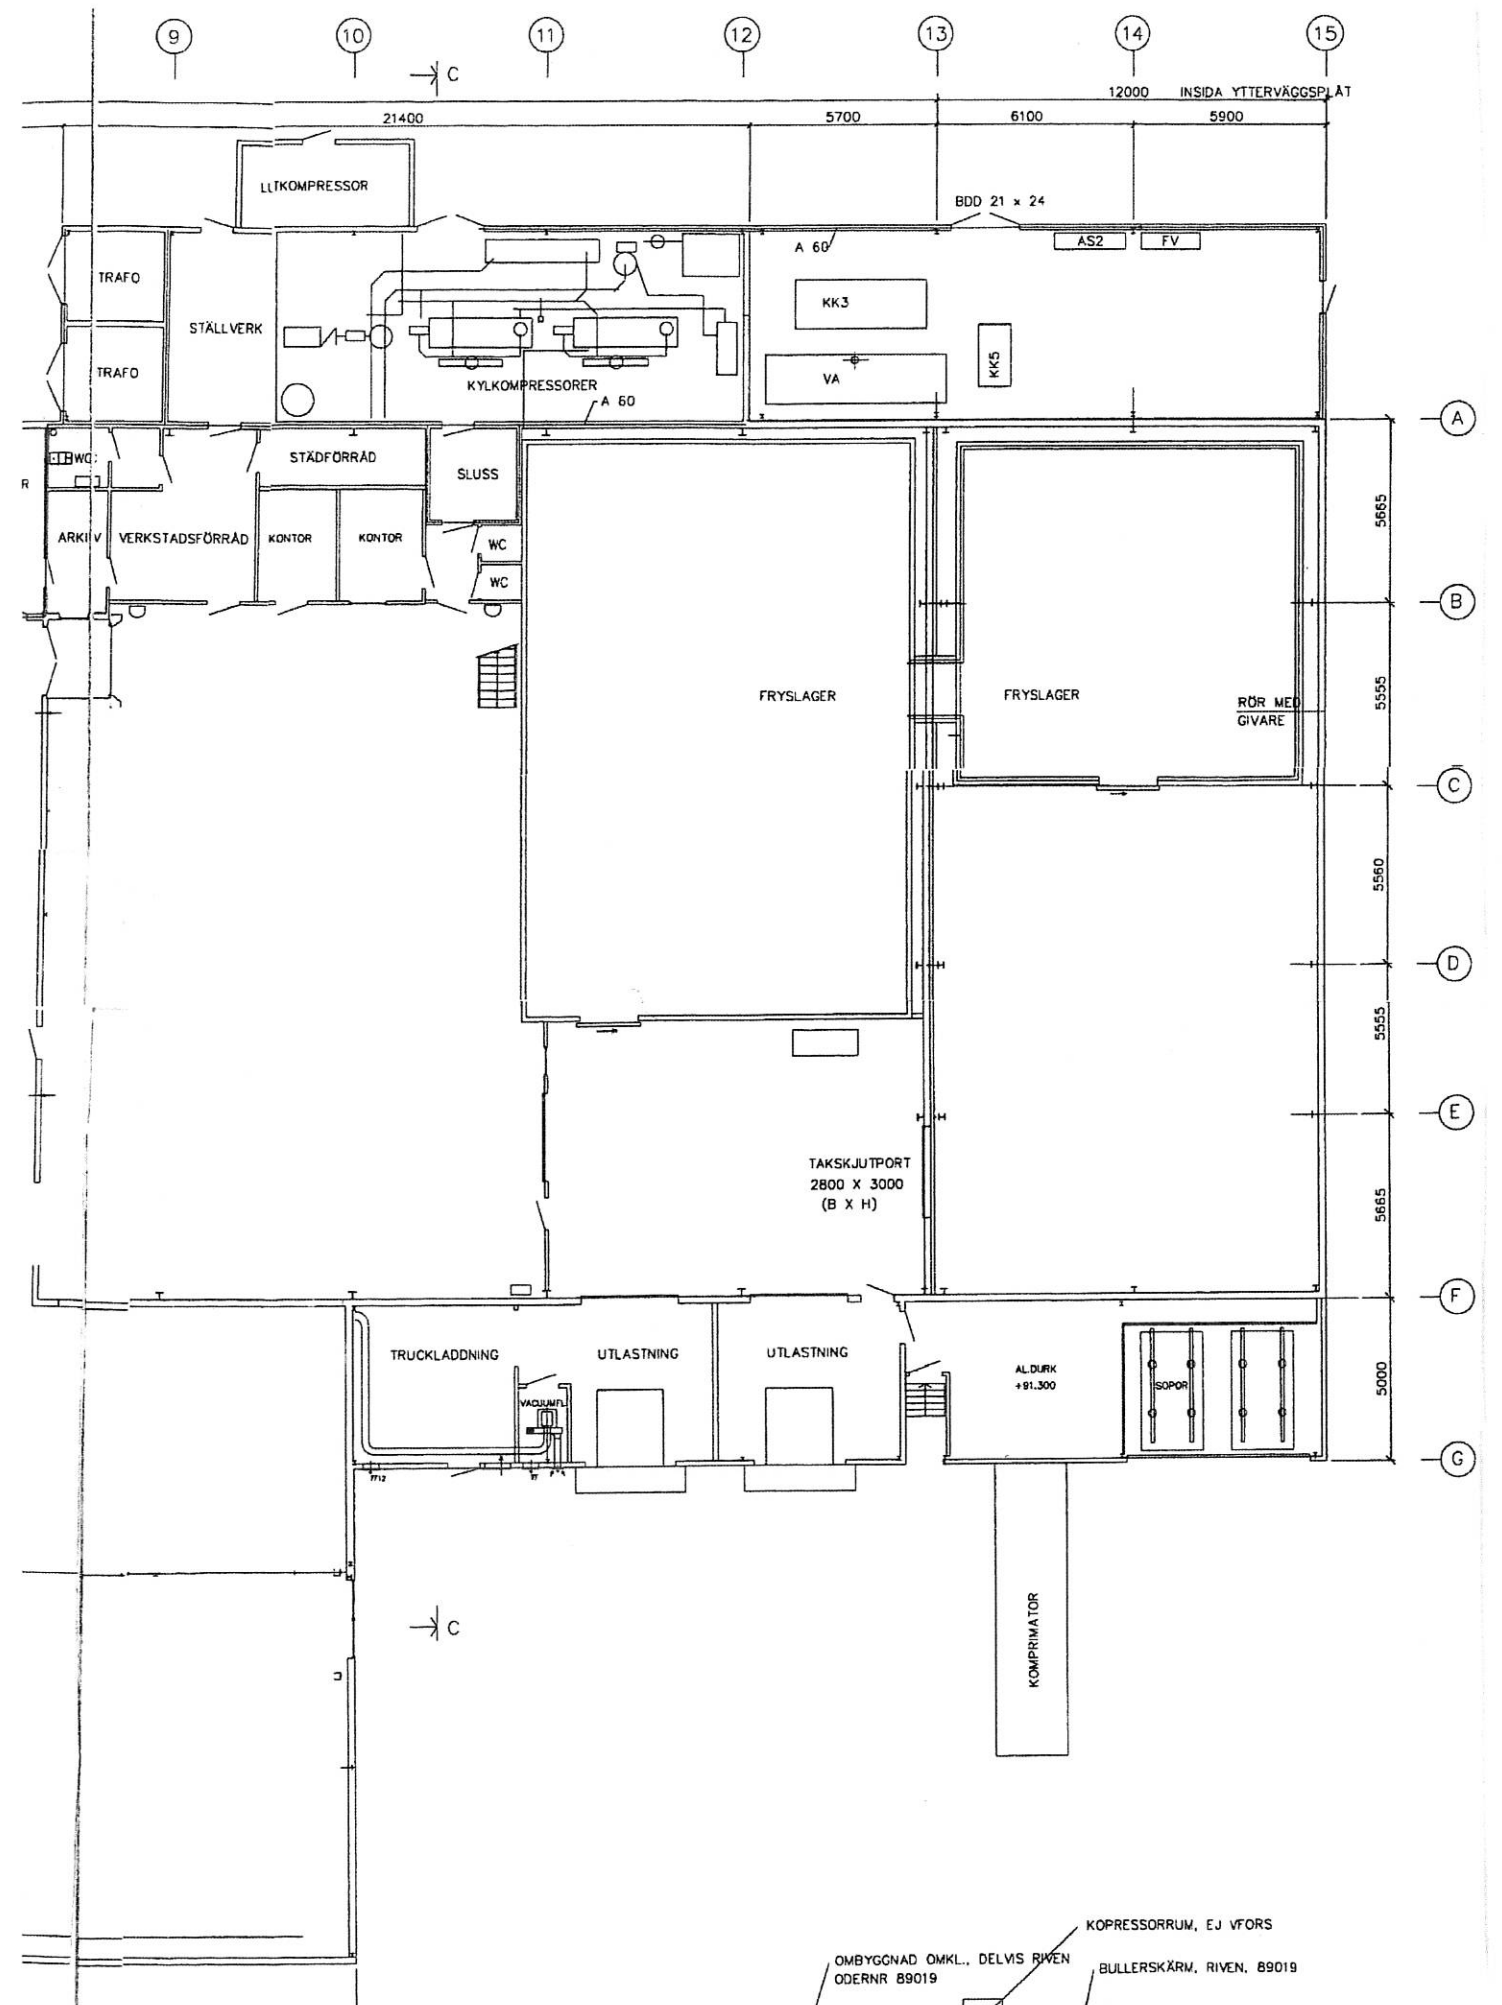 9
10
11
12
13
14
15
C
12000 INSIDA YTTERVÄGGSPLÅT
21400
5700
6100
5900
KOMPRESSOR
BDD 21 x 24
A 60
AS2
FV
TRAFO
STÄLLVERK
KK3
TRAFO
KYLKOMPRESSORER
VA
KK5
A 60
A
WC
STÄDFÖRRÅD
SLUSS
R
5665
ARKIV
VERKSTADSFÖRRÅD
KONTOR
KONTOR
WC
WC
B
FRYSLAGER
FRYSLAGER
RÖR MED
GIVARE
5555
C
5560
D
5555
E
TAKSKJUTPORT
2800 X 3000
(B X H)
5665
F
TRUCKLADDNING
UTLASTNING
UTLASTNING
AL.DURK
+91.300
SOPOR
5000
VACUUMFL
G
C
KOMPRIMATOR
KOPRESSORRUM, EJ VFORS
OMBYGGNAD OMKL., DELVIS RIVEN
ODERNR 89019
BULLERSKÄRM, RIVEN, 89019